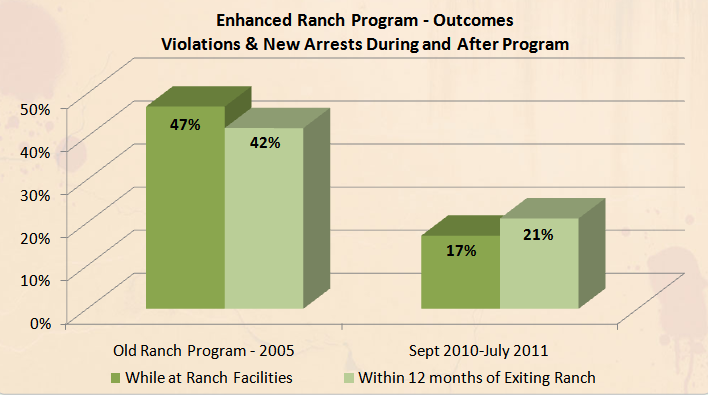 Enhanced Ranch Program - Outcomes
Violations & New Arrests During and After Program
50%
40%
30%
20%
10%
0%
47%
42%
17%
21%
Old Ranch Program - 2005
Sept 2010-July 2011
While at Ranch Facilities
Within 12 months of Exiting Ranch